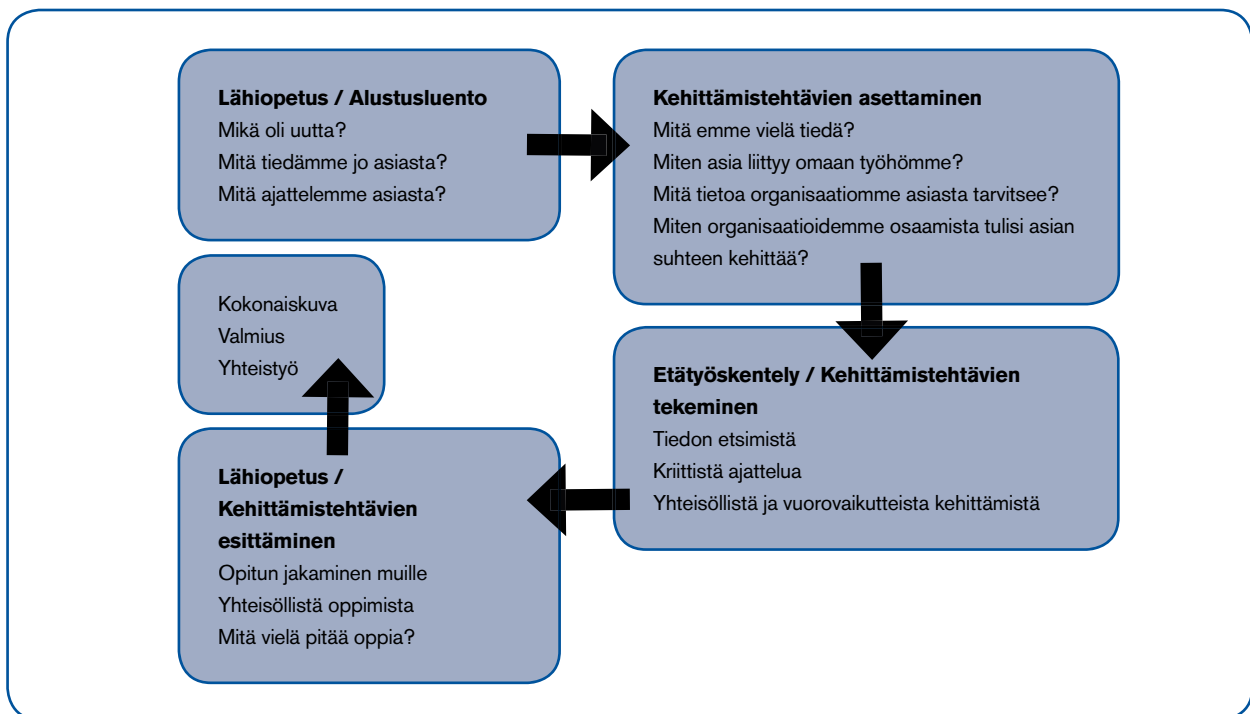 Lähiopetus / Alustusluento
Mikä oli uutta?
Mitä tiedämme jo asiasta?
Mitä ajattelemme asiasta?
Kehittämistehtävien asettaminen
Mitä emme vielä tiedä?
Miten asia liittyy omaan työhömme?
Mitä tietoa organisaatiomme asiasta tarvitsee?
Miten organisaatioidemme osaamista tulisi asian
suhteen kehittää?
Etätyöskentely / Kehittämistehtävien
tekeminen
Tiedon etsimistä
Kriittistä ajattelua
Yhteisöllistä ja vuorovaikutteista kehittämistä
Lähiopetus /
Kehittämistehtävien
esittäminen
Opitun jakaminen muille
Yhteisöllistä oppimista
Mitä vielä pitää oppia?
Kokonaiskuva
Valmius
Yhteistyö